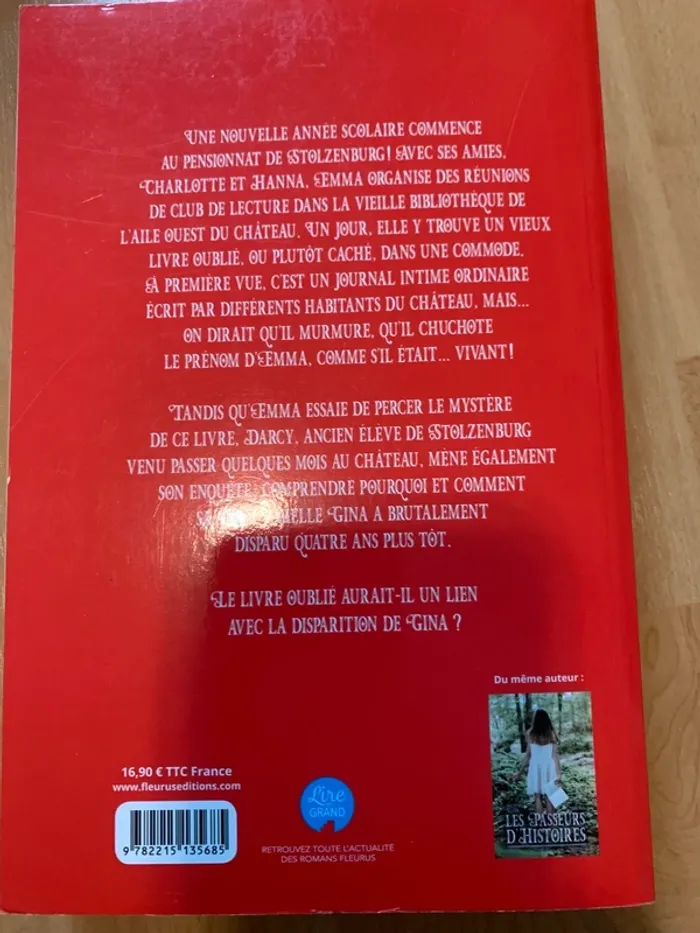 Une nouvelle année scolaire commence
au pensionnat de Stolzenburg! Avec ses amies,
Charlotte et Hanna, Emma organise des réunions
de club de lecture dans la vieille bibliothèque de
l'aile ouest du château. Un jour, elle y trouve un vieux
livre oublié, ou plutôt caché, dans une commode.
À première vue, c'est un journal intime ordinaire
écrit par différents habitants du château, mais...
on dirait qu'il murmure, qu'il chuchote
le prénom d'Emma, comme s'il était... vivant!
Tandis qu'Emma essaie de percer le mystère
de ce livre, Darcy, ancien élève de Stolzenburg
venu passer quelques mois au château, mène également
son enquête: comprendre pourquoi et comment
Gina a brutalement
disparu quatre ans plus tôt.
Le livre oublié aurait-il un lien
avec la disparition de Gina ?
Du même auteur :
LES PASSEURS
D'HISTOIRES
16,90 € TTC France
www.fleuruseditions.com
9 782215 135685
Lire
EN
GRAND
RETROUVEZ TOUTE L'ACTUALITÉ
DES ROMANS FLEURUS